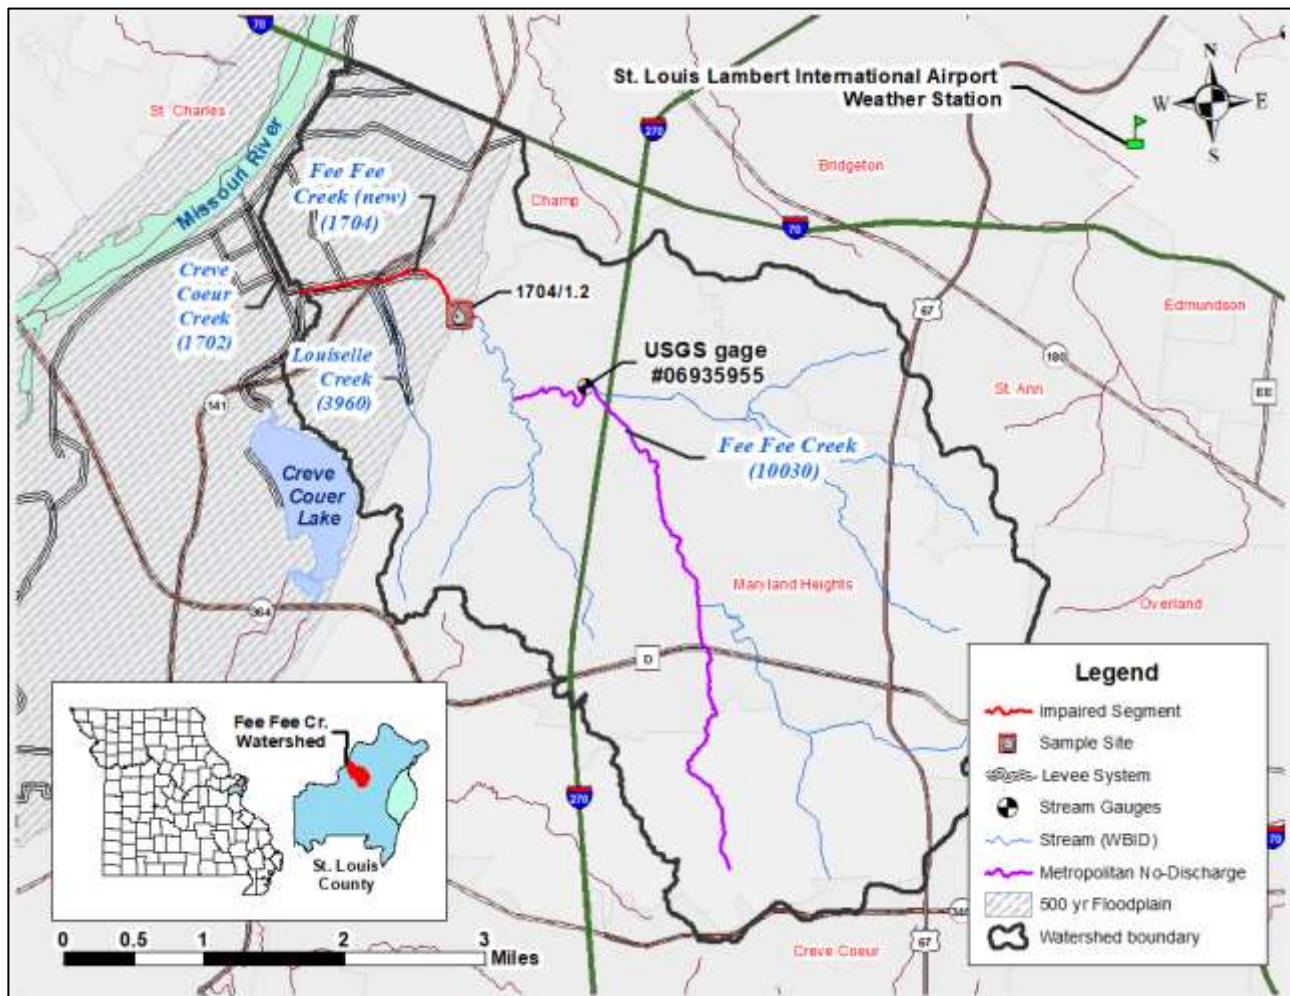 70
St. Louis Lambert International Airport
Weather Station
N
W
E
S
St. Charles
Missouri River
270
Bridgeton
Fee Fee
Creek (new)
(1704)
Champ
70
Creve
Coeur
Creek
(1702)
1704/1.2
67
Edmundson
180
Louiselle
Creek
(3960)
USGS gage
#06935955
St. Ann
EE
141
Fee Fee Creek
(10030)
Creve
Couer
Lake
Maryland Heights
364
Overland
D
Legend
Impaired Segment
Sample Site
Levee System
Stream Gauges
Stream (WBID)
Metropolitan No-Discharge
500 yr Floodplain
Watershed boundary
Fee Fee Cr.
Watershed
St. Louis
County
270
70
340
67
0 0.5 1 2 3
Miles
Creve Coeur